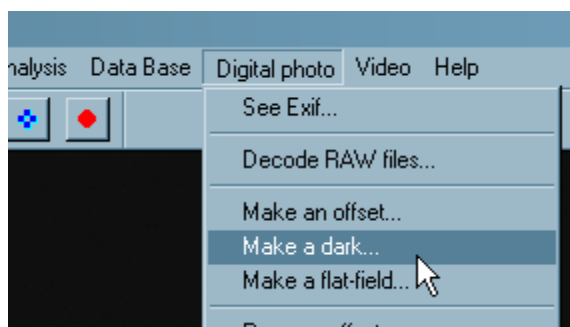 nalysis Data Base Digital photo Video Help
See Exif...
Decode RAW files...
Make an offset...
Make a dark...
Make a flat-field...